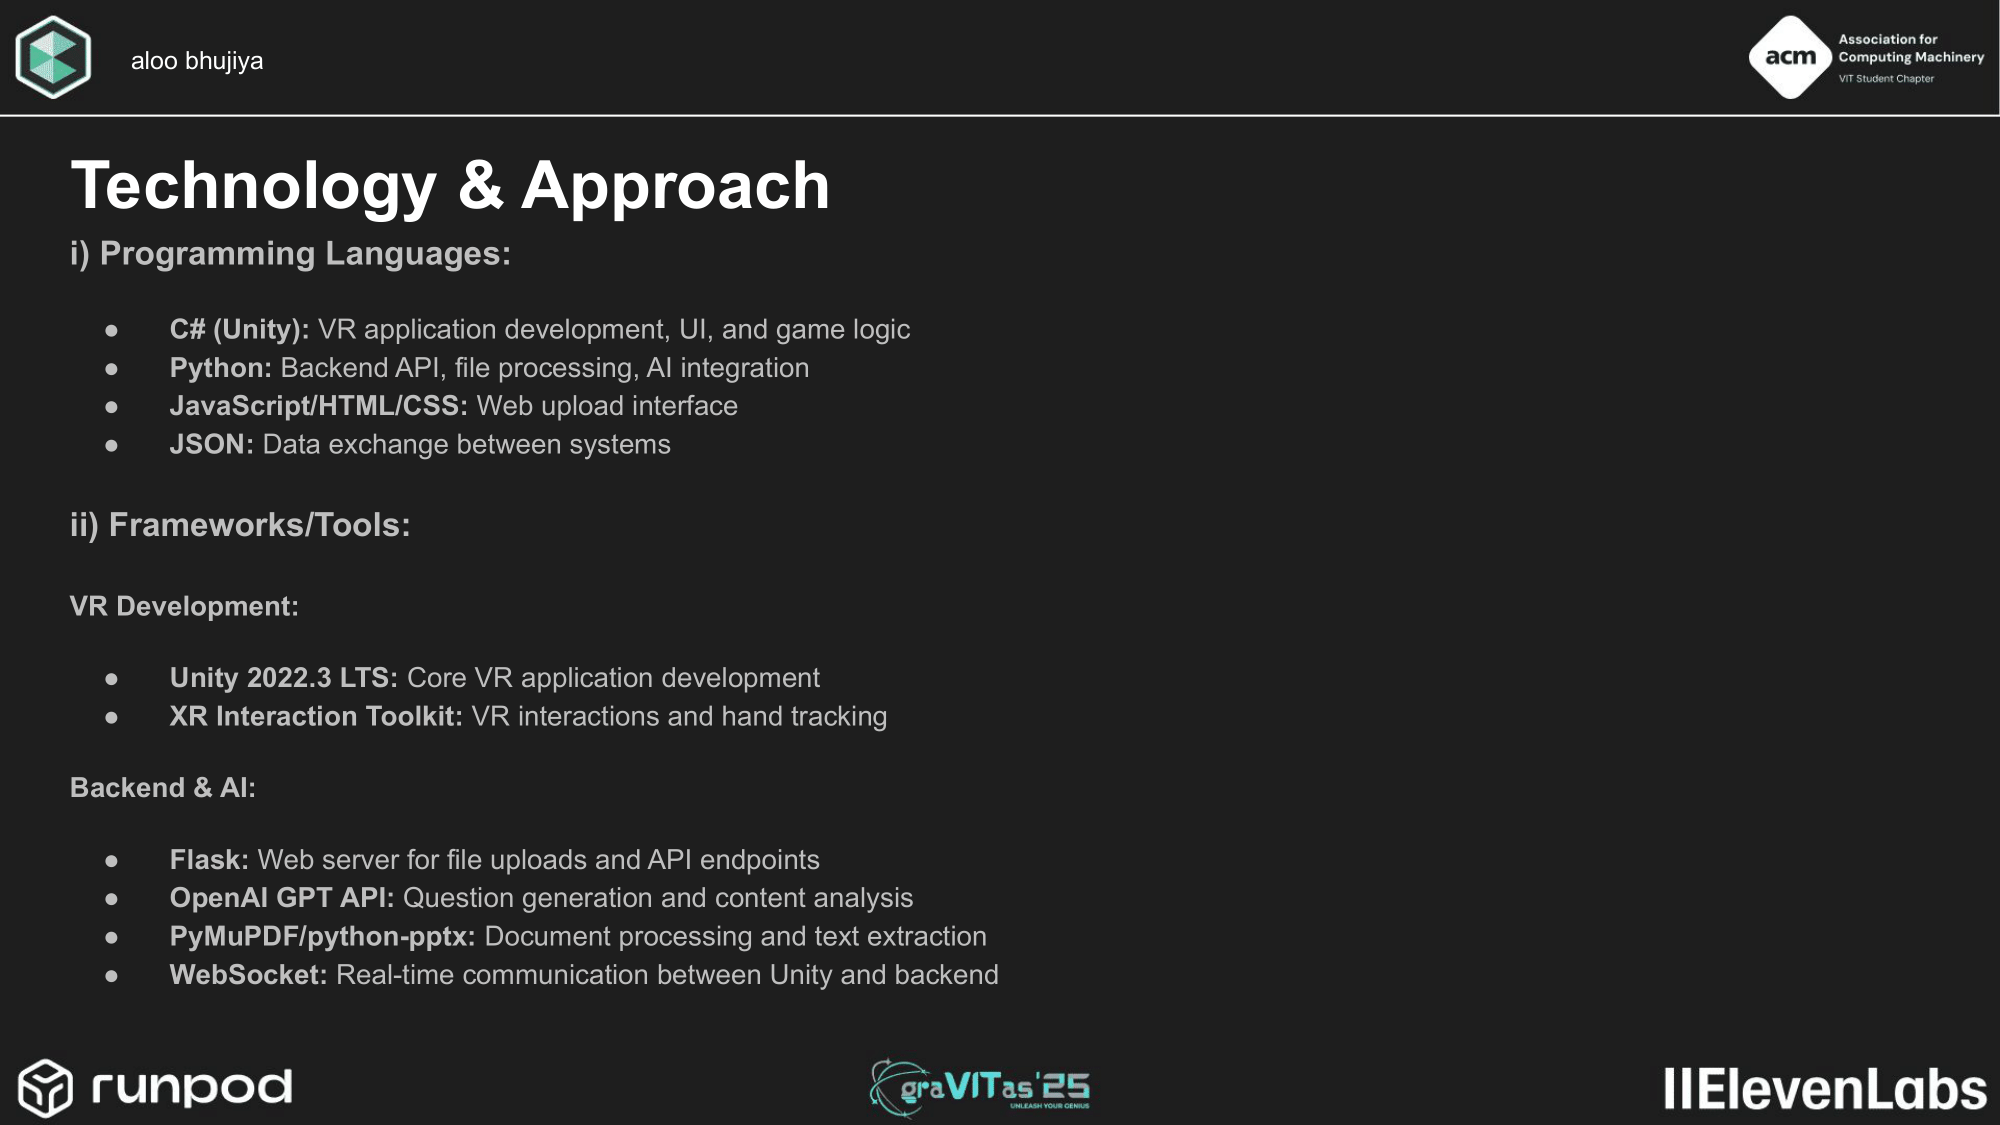 aloo bhujiya
acm
Association for
Computing Machinery
VIT Student Chapter
Technology & Approach
i) Programming Languages:
● C# (Unity): VR application development, UI, and game logic
● Python: Backend API, file processing, AI integration
● JavaScript/HTML/CSS: Web upload interface
● JSON: Data exchange between systems
ii) Frameworks/Tools:
VR Development:
● Unity 2022.3 LTS: Core VR application development
● XR Interaction Toolkit: VR interactions and hand tracking
Backend & AI:
● Flask: Web server for file uploads and API endpoints
● OpenAI GPT API: Question generation and content analysis
● PyMuPDF/python-pptx: Document processing and text extraction
● WebSocket: Real-time communication between Unity and backend
runpod
graVITas'25
UNLEASH YOUR GENIUS
IIElevenLabs